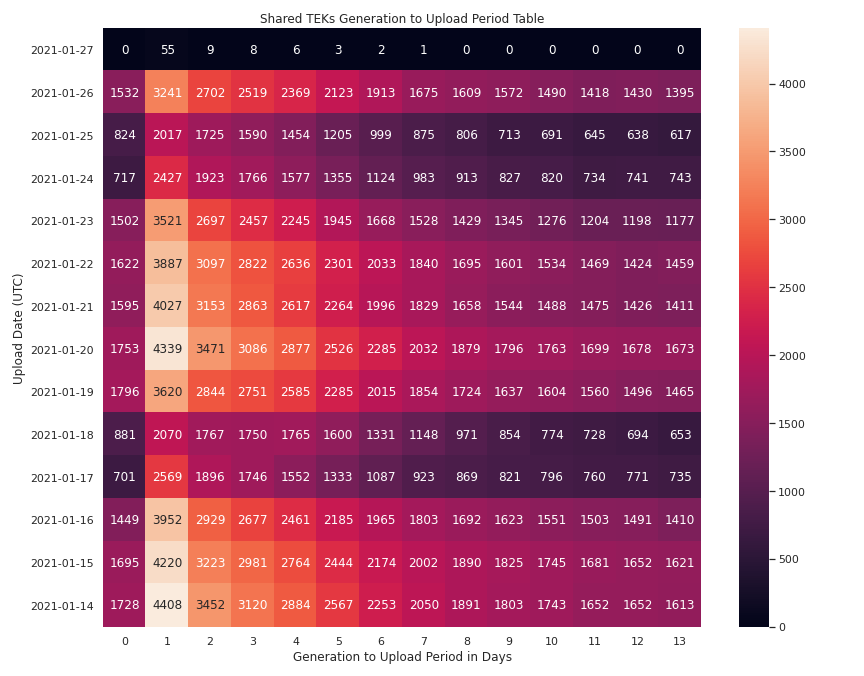 Shared TEKs Generation to Upload Period Table
Upload Date (UTC)
2021-01-27 0 55 9 8 6 3 2 1 0 0 0 0 0 0
2021-01-26 1532 3241 2702 2519 2369 2123 1913 1675 1609 1572 1490 1418 1430 1395
2021-01-25 824 2017 1725 1590 1454 1205 999 875 806 713 691 645 638 617
2021-01-24 717 2427 1923 1766 1577 1355 1124 983 913 827 820 734 741 743
2021-01-23 1502 3521 2697 2457 2245 1945 1668 1528 1429 1345 1276 1204 1198 1177
2021-01-22 1622 3887 3097 2822 2636 2301 2033 1840 1695 1601 1534 1469 1424 1459
2021-01-21 1595 4027 3153 2863 2617 2264 1996 1829 1658 1544 1488 1475 1426 1411
2021-01-20 1753 4339 3471 3086 2877 2526 2285 2032 1879 1796 1763 1699 1678 1673
2021-01-19 1796 3620 2844 2751 2585 2285 2015 1854 1724 1637 1604 1560 1496 1465
2021-01-18 881 2070 1767 1750 1765 1600 1331 1148 971 854 774 728 694 653
2021-01-17 701 2569 1896 1746 1552 1333 1087 923 869 821 796 760 771 735
2021-01-16 1449 3952 2929 2677 2461 2185 1965 1803 1692 1623 1551 1503 1491 1410
2021-01-15 1695 4220 3223 2981 2764 2444 2174 2002 1890 1825 1745 1681 1652 1621
2021-01-14 1728 4408 3452 3120 2884 2567 2253 2050 1891 1803 1743 1652 1652 1613
0 1 2 3 4 5 6 7 8 9 10 11 12 13
Generation to Upload Period in Days
4000
3500
3000
2500
2000
1500
1000
500
0